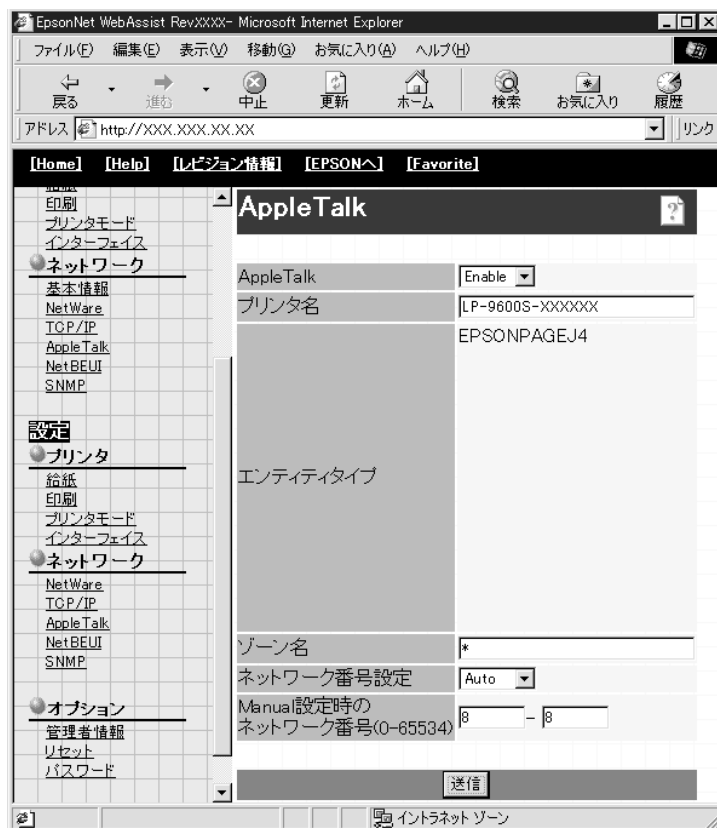 EpsonNet WebAssist RevXXXX- Microsoft Internet Explorer
ファイル(F) 編集(E) 表示(V) 移動(G) お気に入り(A) ヘルプ(H)
戻る 進む 中止 更新 ホーム 検索 お気に入り 履歴
アドレス http://XXX.XXX.XX.XX リンク
[Home] [Help] [レビジョン情報] [EPSONへ] [Favorite]
給紙
印刷
プリンタモード
インターフェイス
ネットワーク
基本情報
NetWare
TCP/IP
AppleTalk
NetBEUI
SNMP
設定
プリンタ
給紙
印刷
プリンタモード
インターフェイス
ネットワーク
NetWare
TCP/IP
AppleTalk
NetBEUI
SNMP
オプション
管理者情報
リセット
パスワード
AppleTalk
AppleTalk Enable
プリンタ名 LP-9600S-XXXXXX
エンティティタイプ EPSONPAGEJ4
ゾーン名 *
ネットワーク番号設定 Auto
Manual設定時の
ネットワーク番号(0-65534) 8 – 8
送信
イントラネット ゾーン